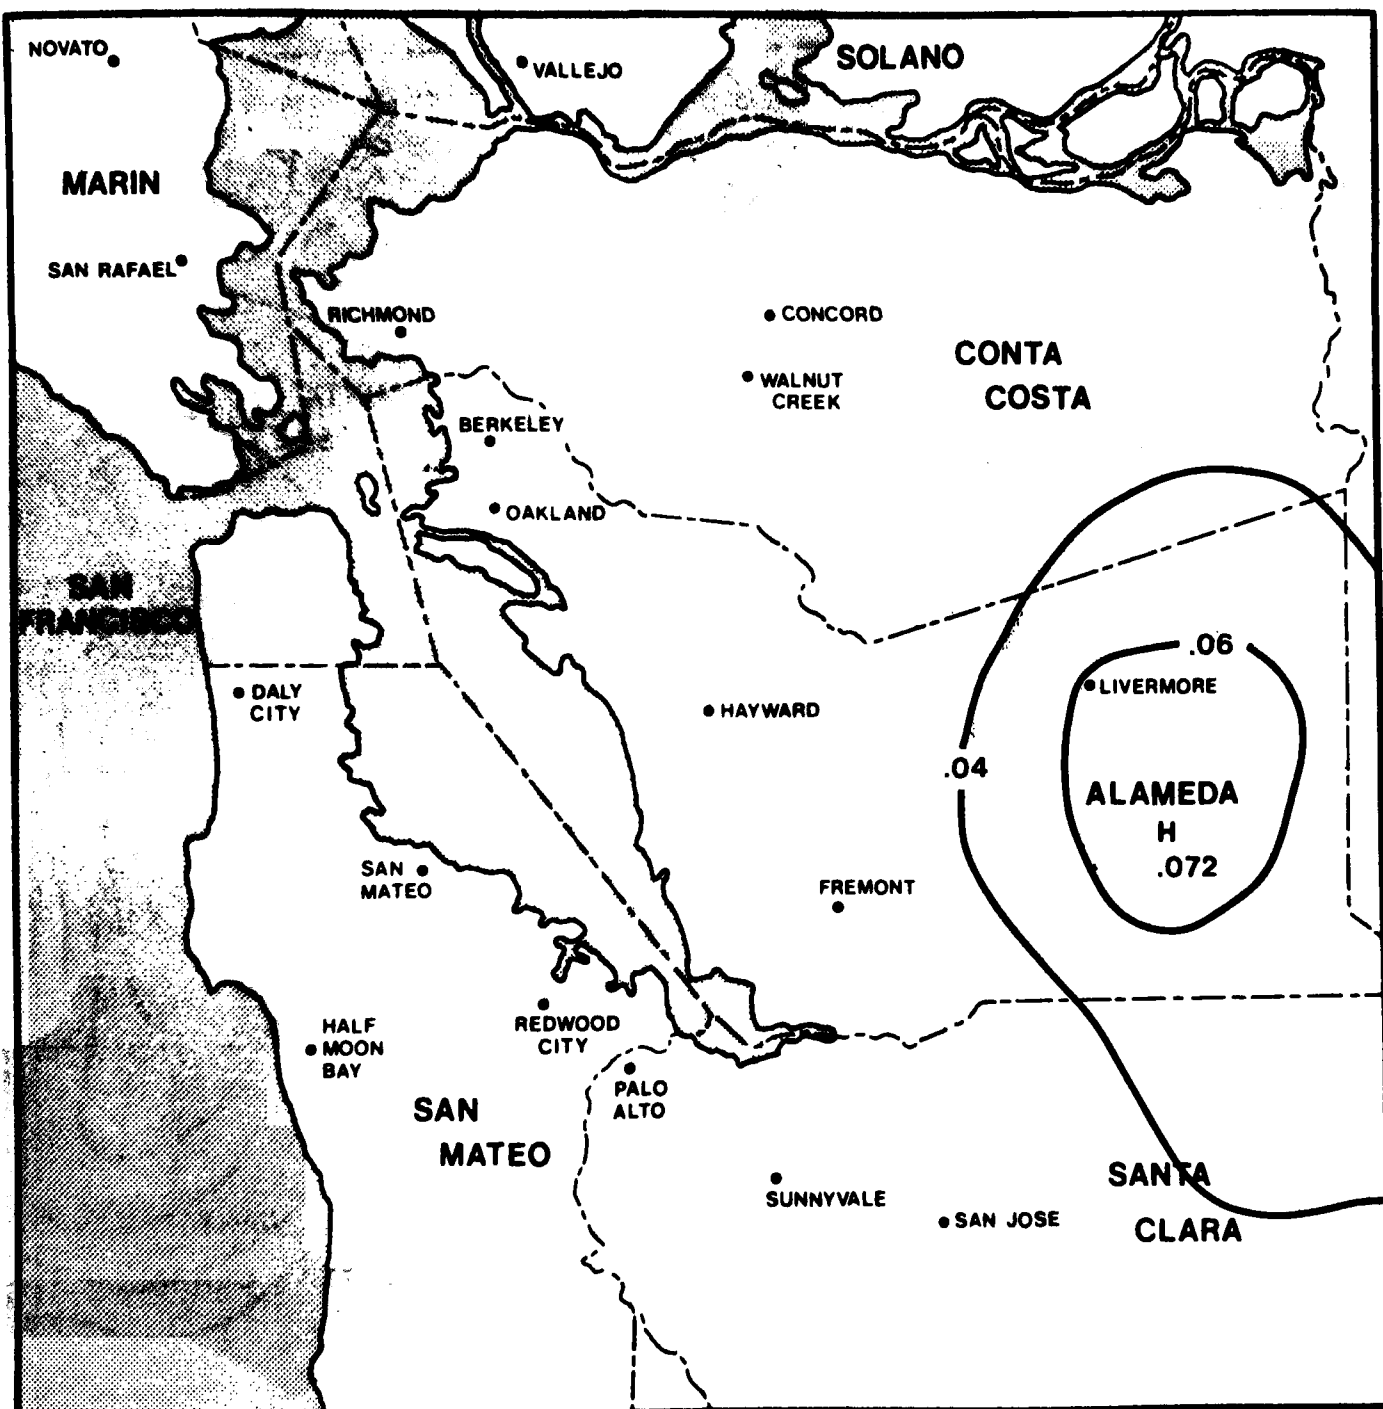 NOVATO
VALLEJO
SOLANO
MARIN
SAN RAFAEL
RICHMOND
CONCORD
CONTA
COSTA
WALNUT
CREEK
BERKELEY
OAKLAND
SAN
FRANCISCO
.06
DALY
CITY
LIVERMORE
HAYWARD
.04
ALAMEDA
H
.072
SAN
MATEO
FREMONT
REDWOOD
CITY
HALF
MOON
BAY
PALO
ALTO
SAN
MATEO
SUNNYVALE
SANTA
CLARA
SAN JOSE